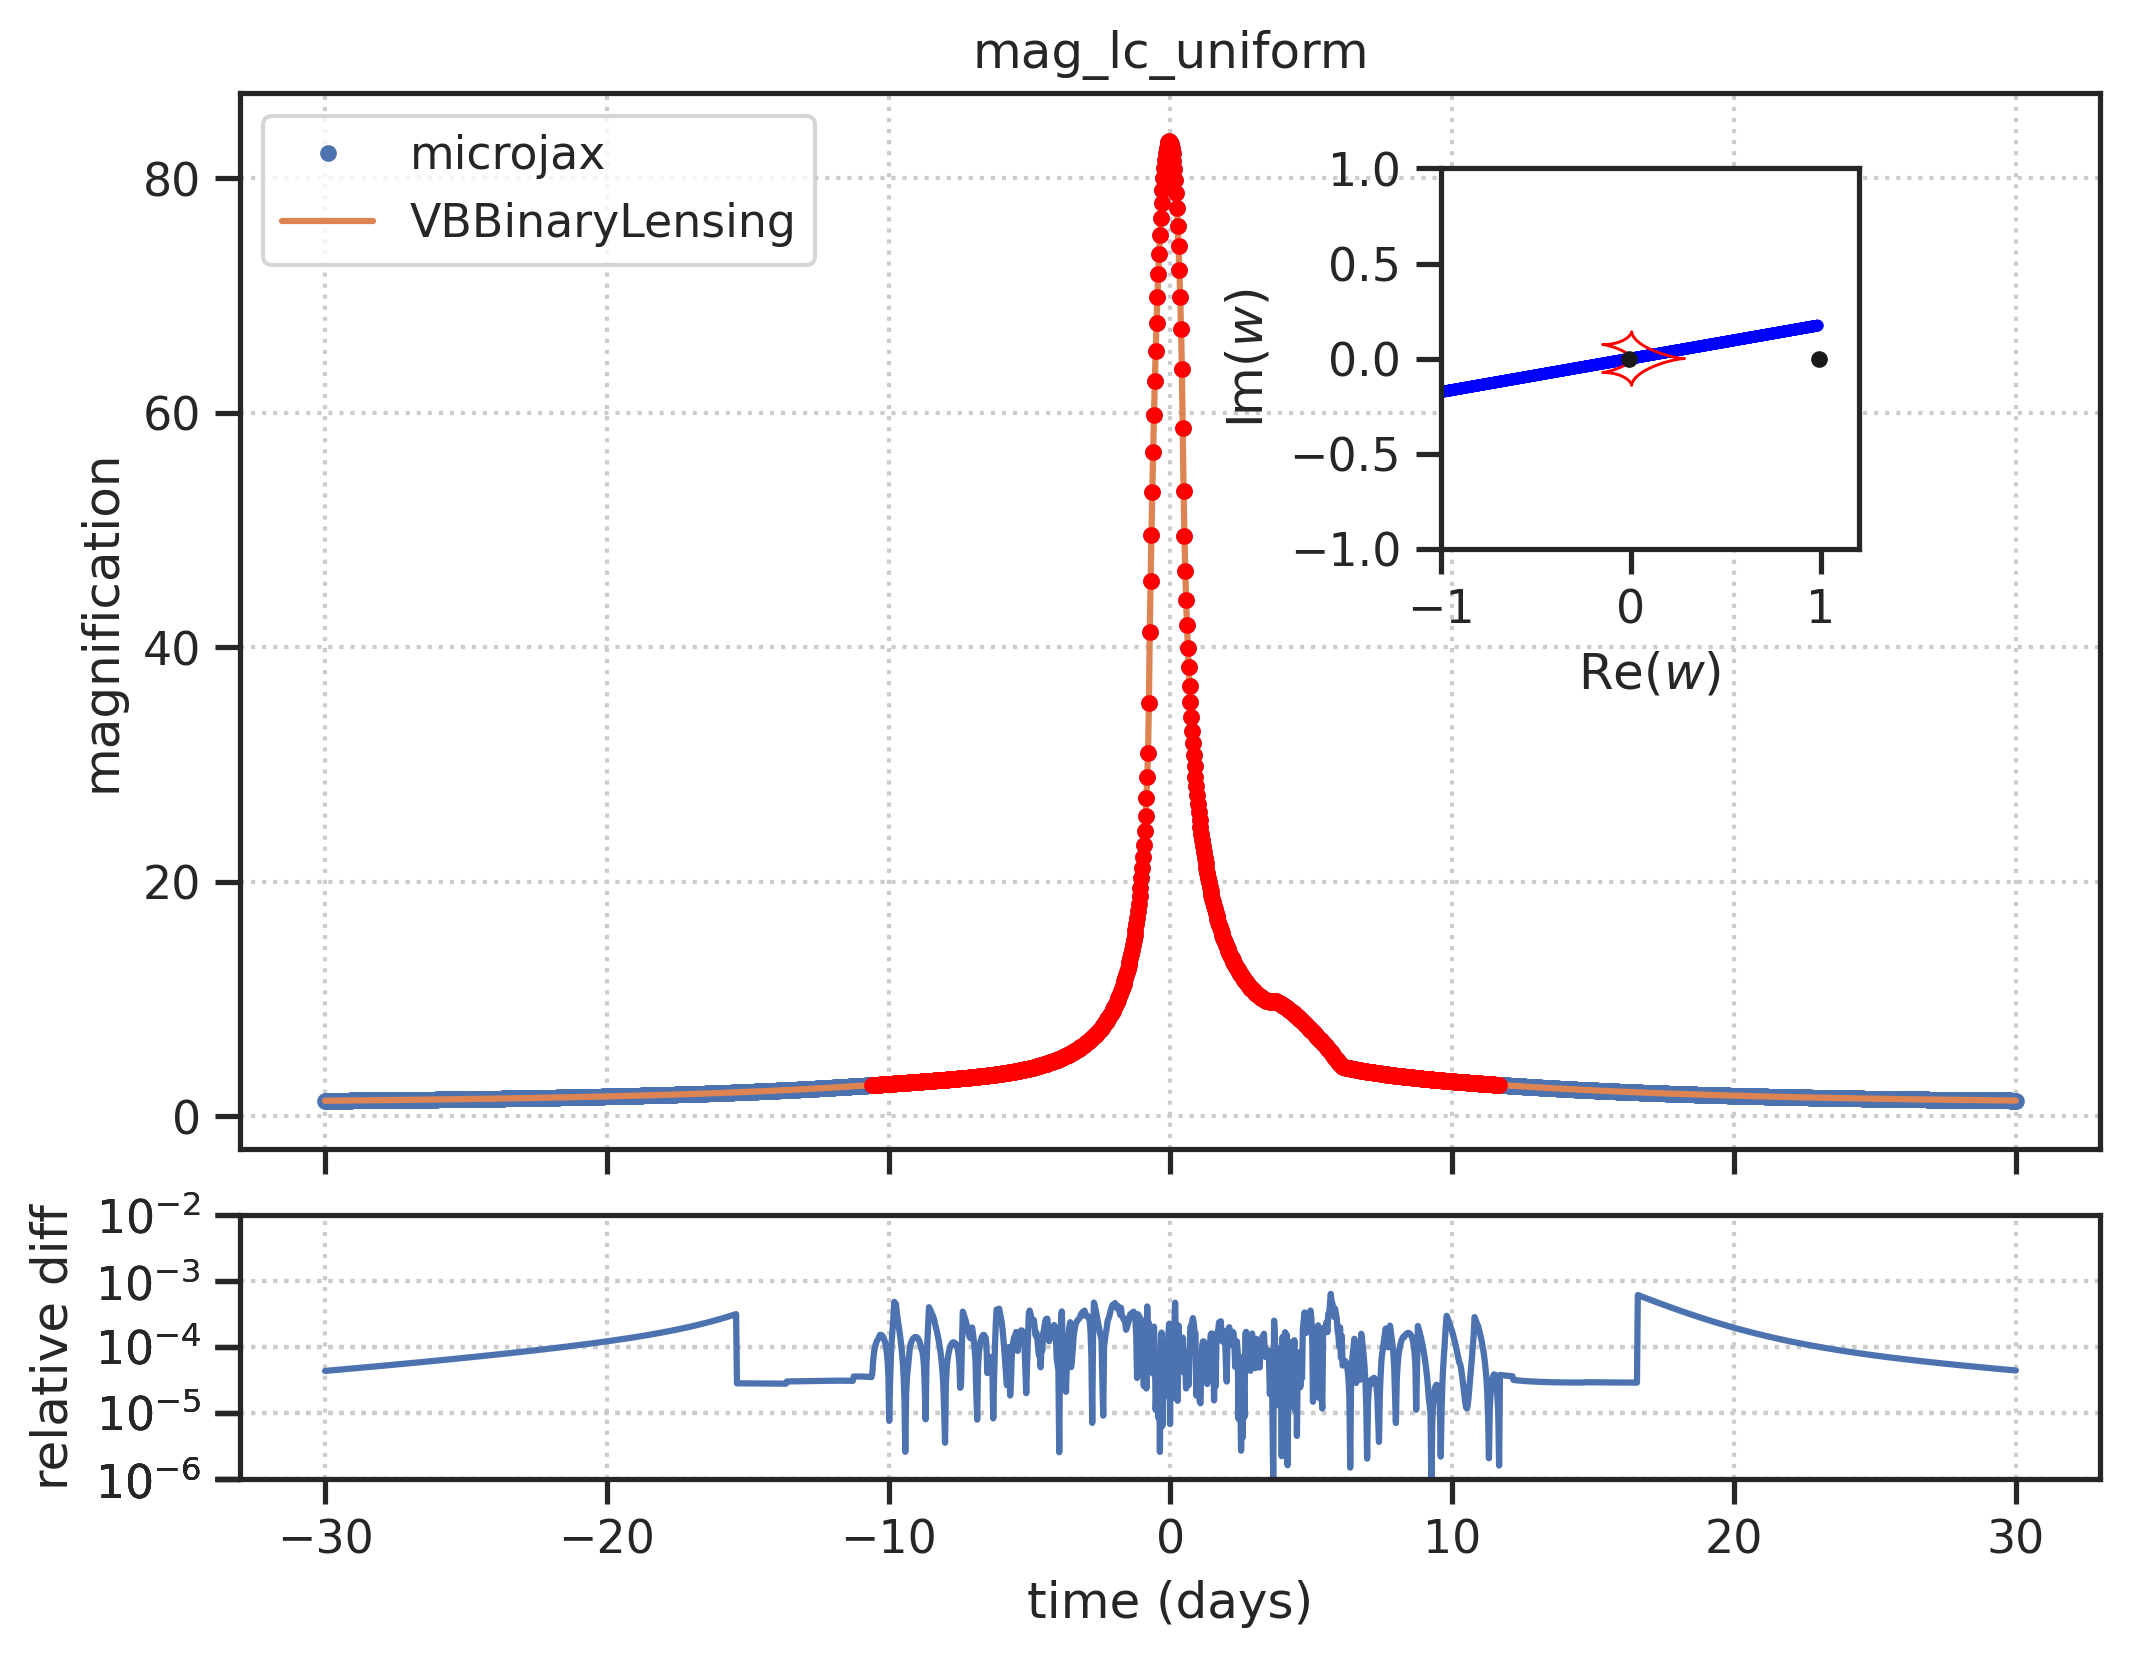 mag_lc_uniform
microjax
VBBinaryLensing
magnification
80
60
40
20
0
Im(w)
1.0
0.5
0.0
−0.5
−1.0
−1 0 1
Re(w)
relative diff
10⁻²
10⁻³
10⁻⁴
10⁻⁵
10⁻⁶
−30 −20 −10 0 10 20 30
time (days)